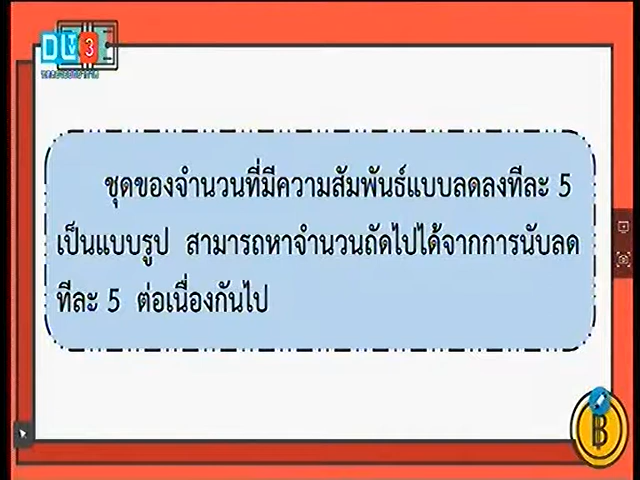 DLTV 3
ชุดของจำนวนที่มีความสัมพันธ์แบบลดลงทีละ 5
เป็นแบบรูป สามารถหาจำนวนถัดไปได้จากการนับลด
ทีละ 5 ต่อเนื่องกันไป
฿